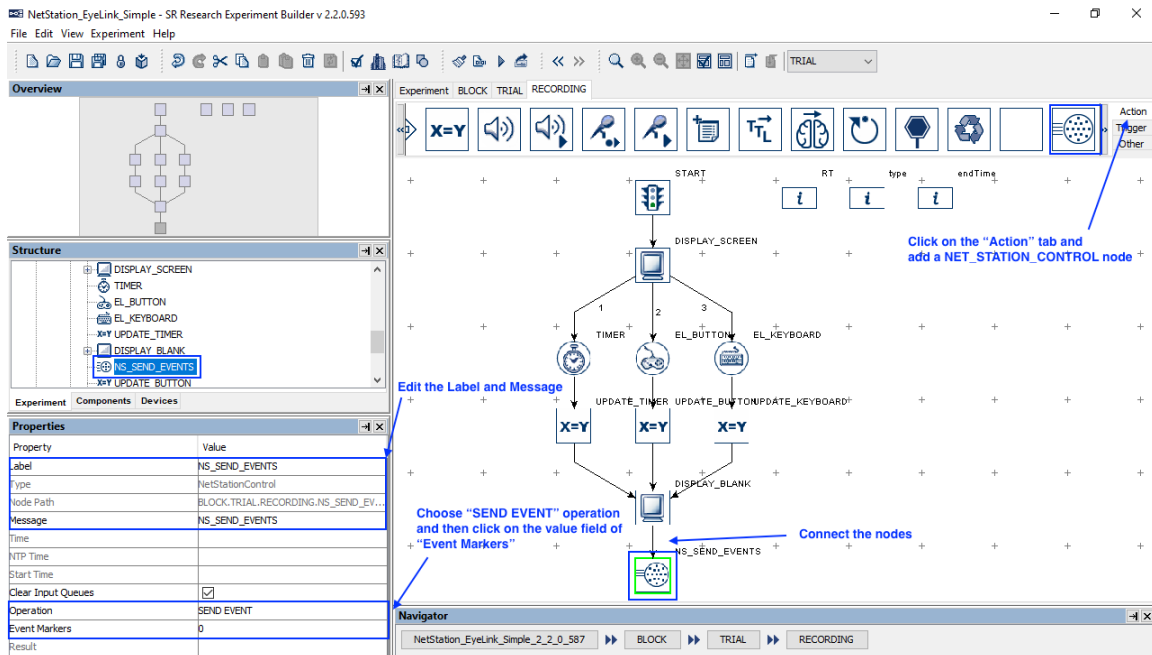 NetStation_EyeLink_Simple - SR Research Experiment Builder v 2.2.0.593
File Edit View Experiment Help
TRIAL
Overview
Experiment BLOCK TRIAL RECORDING
X=Y
TTL
Action
Trigger
Other
START
RT
type
endTime
i
i
i
Click on the “Action” tab and
add a NET_STATION_CONTROL node
DISPLAY_SCREEN
1
2
3
TIMER
EL_BUTTON
EL_KEYBOARD
UPDATE_TIMER
UPDATE_BUTTON
UPDATE_KEYBOARD
X=Y
X=Y
X=Y
DISPLAY_BLANK
NS_SEND_EVENTS
Connect the nodes
Structure
DISPLAY_SCREEN
TIMER
EL_BUTTON
EL_KEYBOARD
X=Y UPDATE_TIMER
DISPLAY_BLANK
NS_SEND_EVENTS
X=Y UPDATE_BUTTON
Experiment Components Devices
Edit the Label and Message
Properties
Property Value
Label NS_SEND_EVENTS
Type NetStationControl
Node Path BLOCK.TRIAL.RECORDING.NS_SEND_EV...
Message NS_SEND_EVENTS
Time
NTP Time
Start Time
Clear Input Queues
Operation SEND EVENT
Event Markers 0
Result
Choose “SEND EVENT” operation
and then click on the value field of
“Event Markers”
Navigator
NetStation_EyeLink_Simple_2_2_0_587 BLOCK TRIAL RECORDING